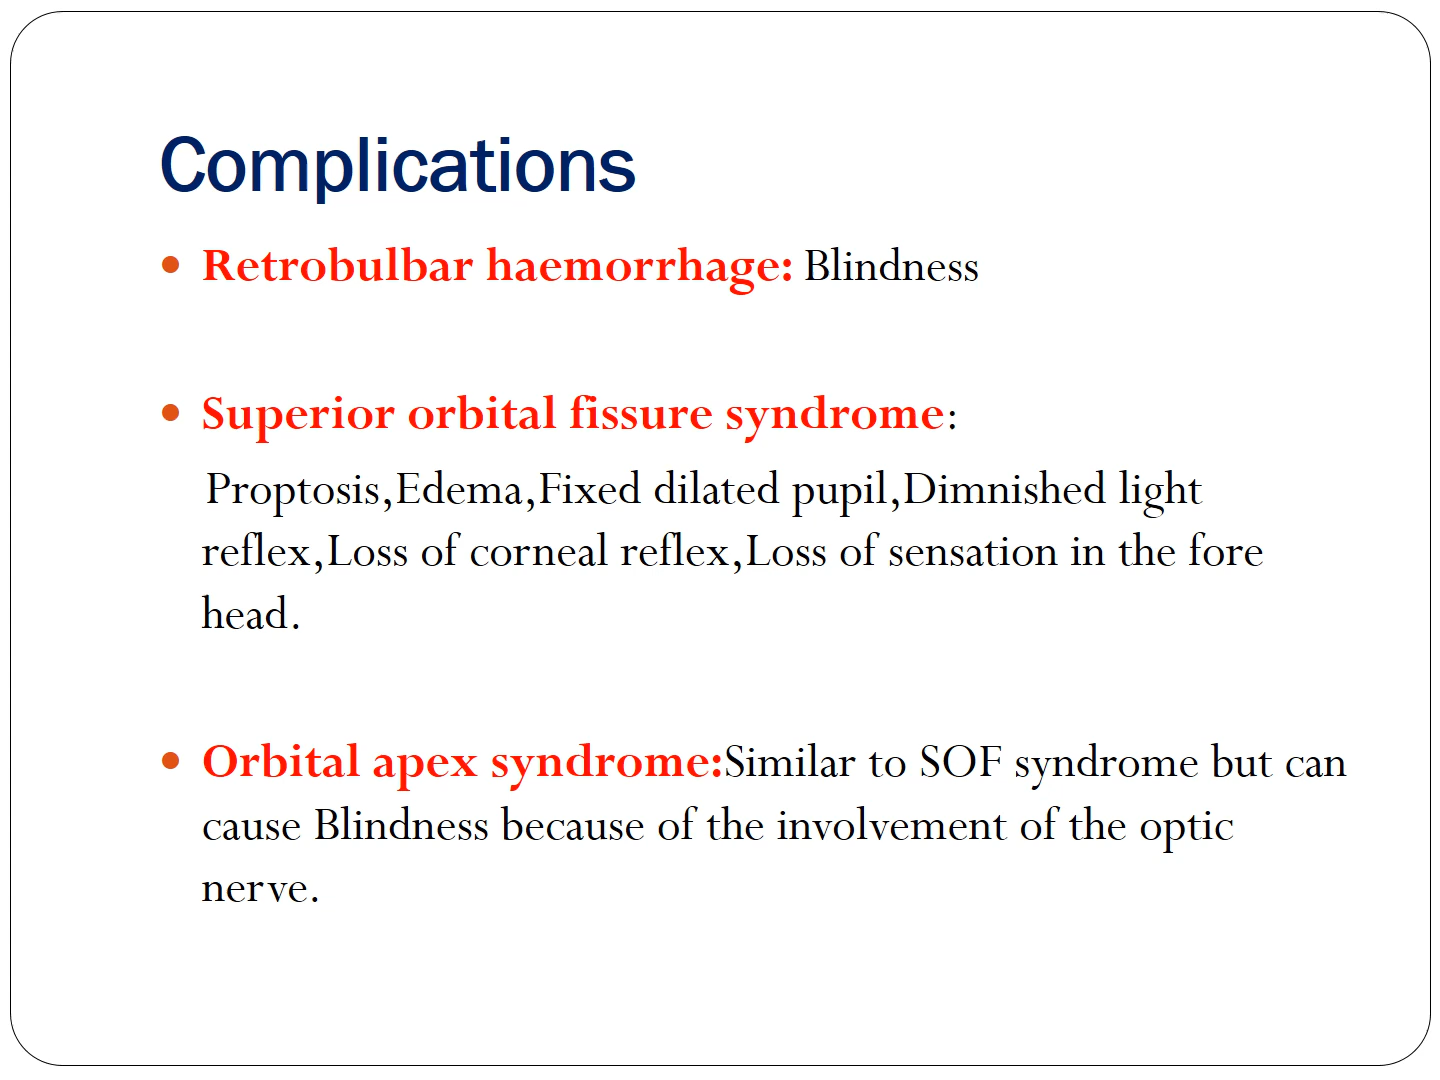 Complications
Retrobulbar haemorrhage: Blindness
Superior orbital fissure syndrome:
Proptosis,Edema,Fixed dilated pupil,Dimnished light
reflex,Loss of corneal reflex,Loss of sensation in the fore
head.
Orbital apex syndrome:Similar to SOF syndrome but can
cause Blindness because of the involvement of the optic
nerve.